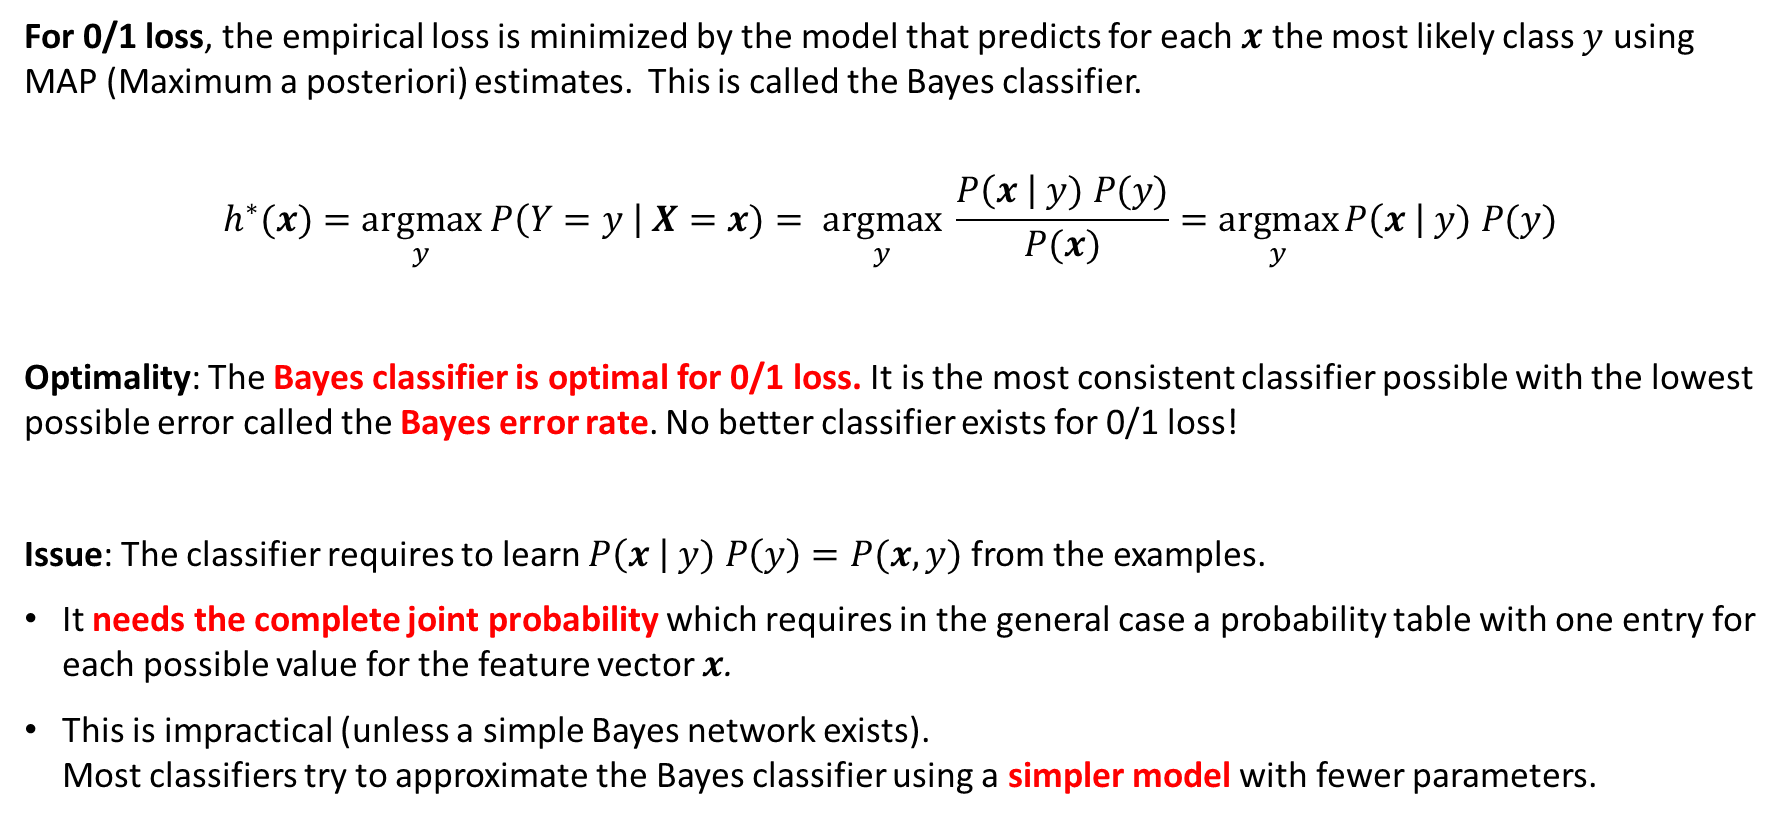 For 0/1 loss, the empirical loss is minimized by the model that predicts for each x the most likely class y using
MAP (Maximum a posteriori) estimates. This is called the Bayes classifier.
h*(x) = argmax_y P(Y = y | X = x) = argmax_y P(x | y) P(y) / P(x) = argmax_y P(x | y) P(y)
Optimality: The Bayes classifier is optimal for 0/1 loss. It is the most consistent classifier possible with the lowest
possible error called the Bayes error rate. No better classifier exists for 0/1 loss!
Issue: The classifier requires to learn P(x | y) P(y) = P(x, y) from the examples.
• It needs the complete joint probability which requires in the general case a probability table with one entry for
each possible value for the feature vector x.
• This is impractical (unless a simple Bayes network exists).
Most classifiers try to approximate the Bayes classifier using a simpler model with fewer parameters.